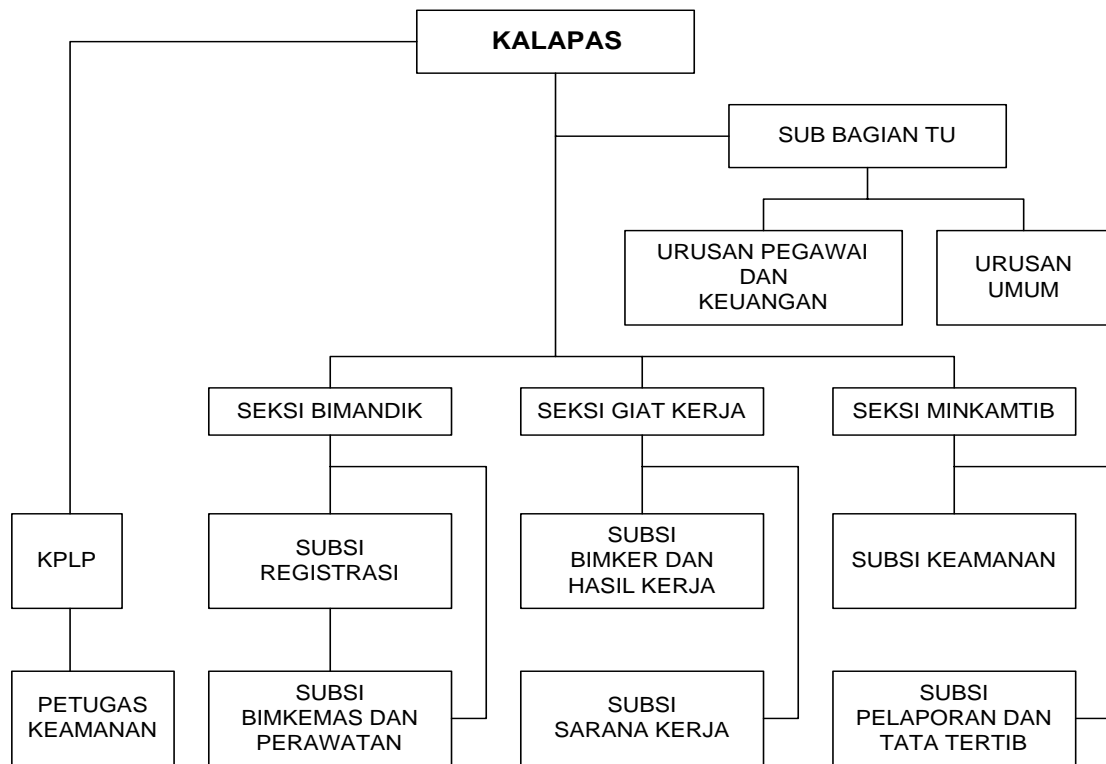 KALAPAS
SUB BAGIAN TU
URUSAN PEGAWAI
DAN
KEUANGAN
URUSAN
UMUM
SEKSI BIMANDIK
SEKSI GIAT KERJA
SEKSI MINKAMTIB
KPLP
SUBSI
REGISTRASI
SUBSI
BIMKER DAN
HASIL KERJA
SUBSI KEAMANAN
PETUGAS
KEAMANAN
SUBSI
BIMKEMAS DAN
PERAWATAN
SUBSI
SARANA KERJA
SUBSI
PELAPORAN DAN
TATA TERTIB